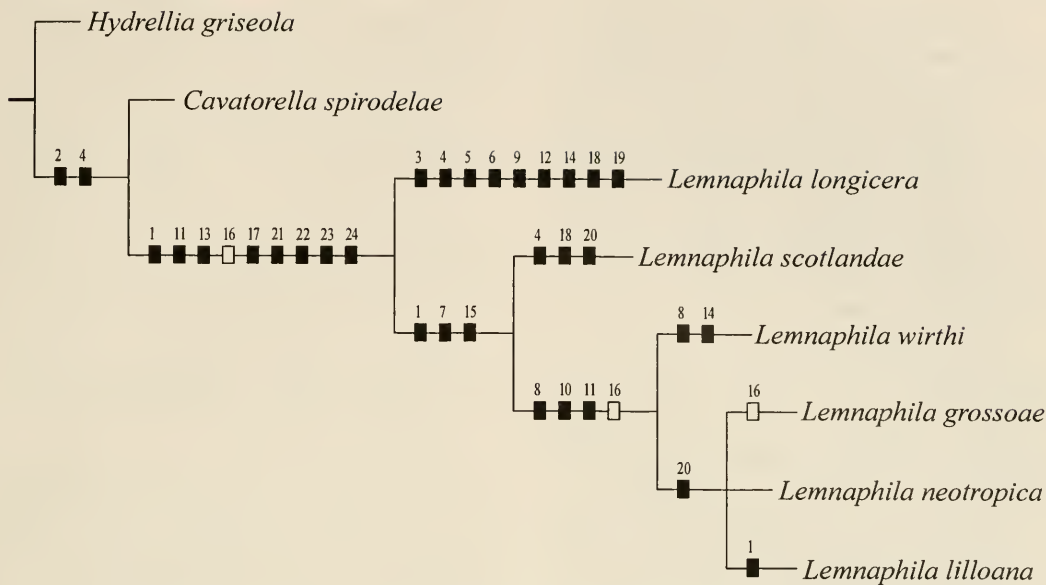 Hydrellia griseola
Cavatorella spirodelae
2 4
3 4 5 6 9 12 14 18 19
Lemnaphila longicera
1 11 13 16 17 21 22 23 24
4 18 20
Lemnaphila scotlandae
1 7 15
8 14
Lemnaphila wirthi
8 10 11 16
16
Lemnaphila grossoae
20
Lemnaphila neotropica
1
Lemnaphila lilloana